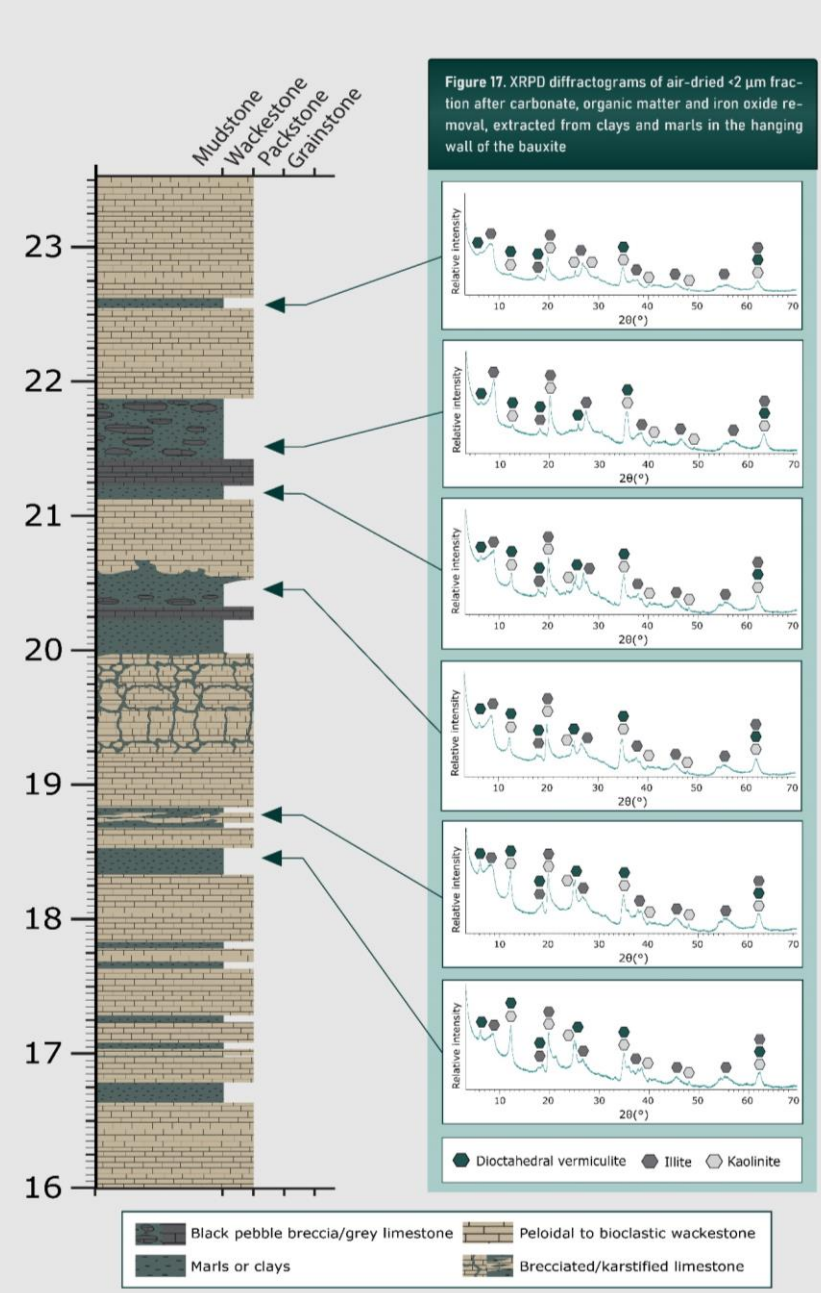 Figure 17. XRPD diffractograms of air-dried <2 µm frac-
tion after carbonate, organic matter and iron oxide re-
moval, extracted from clays and marls in the hanging
wall of the bauxite
Mudstone
Wackestone
Packstone
Grainstone
23
22
21
20
19
18
17
16
Relative intensity
10 20 30 40 50 60 70
2θ(°)
Relative intensity
10 20 30 40 50 60 70
2θ(°)
Relative intensity
10 20 30 40 50 60 70
2θ(°)
Relative intensity
10 20 30 40 50 60 70
2θ(°)
Relative intensity
10 20 30 40 50 60 70
2θ(°)
Relative intensity
10 20 30 40 50 60 70
2θ(°)
Dioctahedral vermiculite Illite Kaolinite
Black pebble breccia/grey limestone Peloidal to bioclastic wackestone
Marls or clays Brecciated/karstified limestone